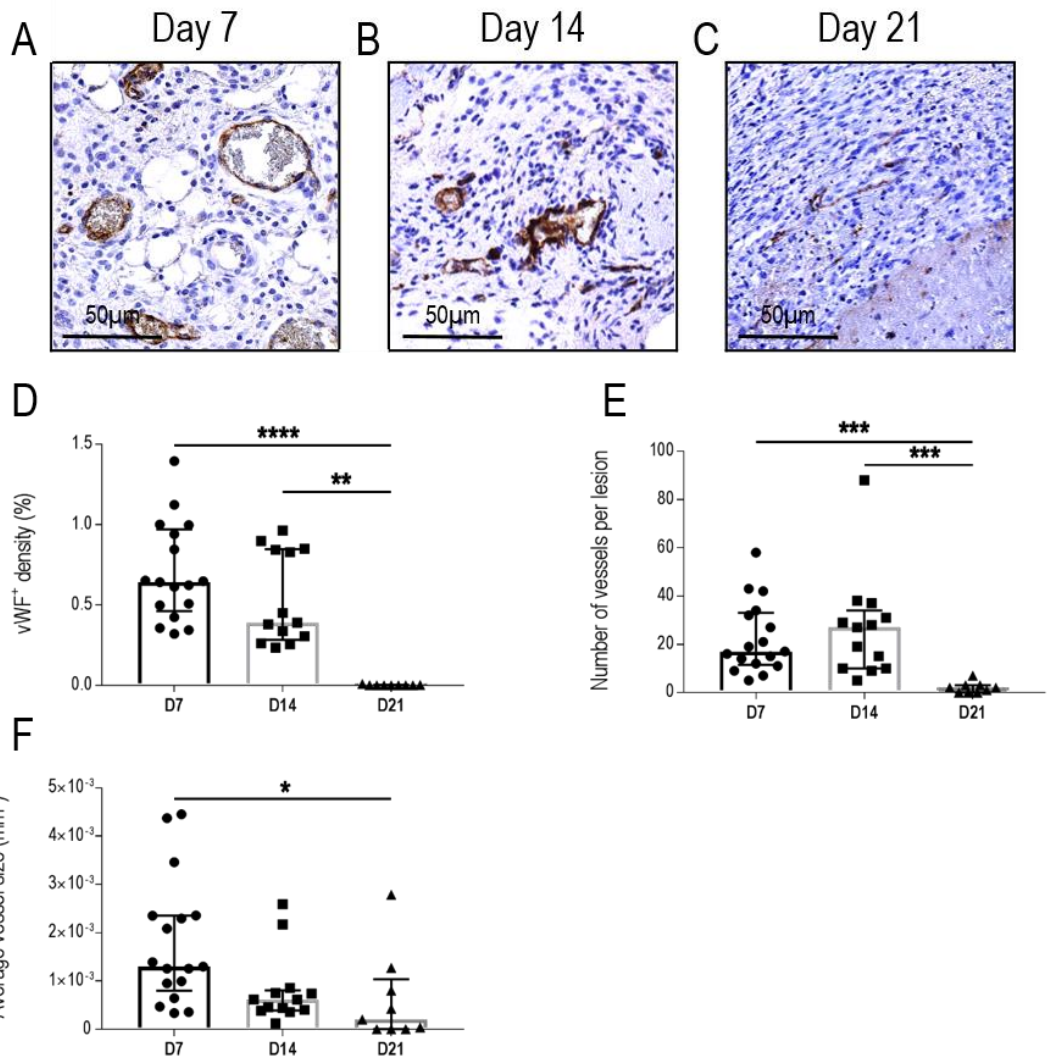 A Day 7
B Day 14
C Day 21
50µm
50µm
50µm
D
****
**
vWF⁺ density (%)
1.5
1.0
0.5
0.0
D7 D14 D21
E
***
***
Number of vessels per lesion
100
80
60
40
20
0
D7 D14 D21
F
*
vessel size
5×10⁻³
4×10⁻³
3×10⁻³
2×10⁻³
1×10⁻³
0
D7 D14 D21